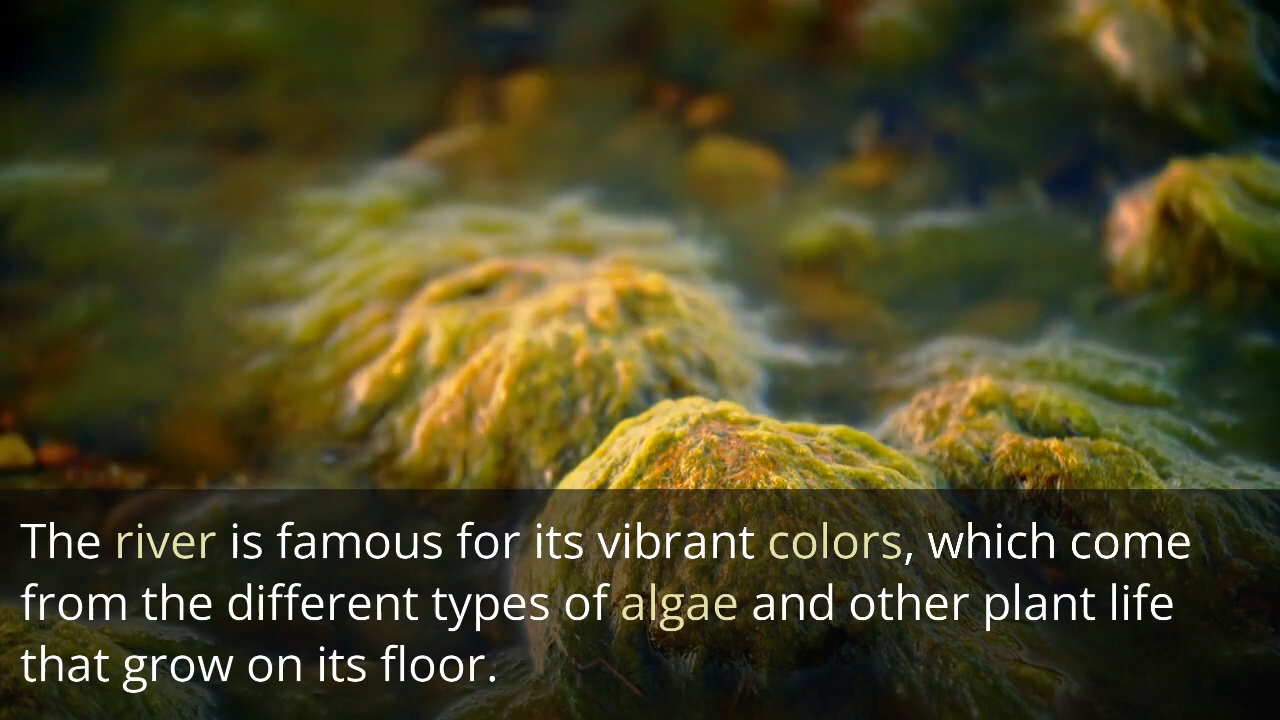 The river is famous for its vibrant colors, which come
from the different types of algae and other plant life
that grow on its floor.